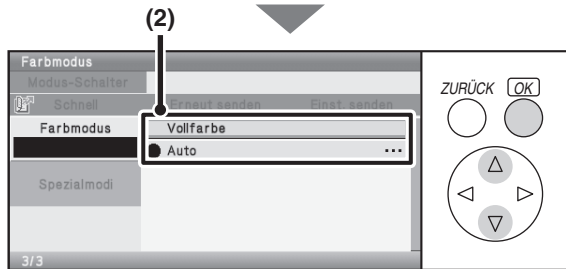 (2)
Farbmodus
Modus-Schalter
Schnell Erneut senden Einst. senden
Farbmodus Vollfarbe
Auto ...
Spezialmodi
3/3
ZURÜCK OK